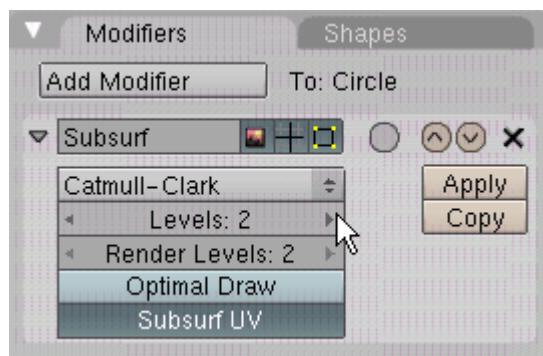 Modifiers Shapes
Add Modifier To: Circle
Subsurf
Catmull-Clark Apply
Levels: 2 Copy
Render Levels: 2
Optimal Draw
Subsurf UV